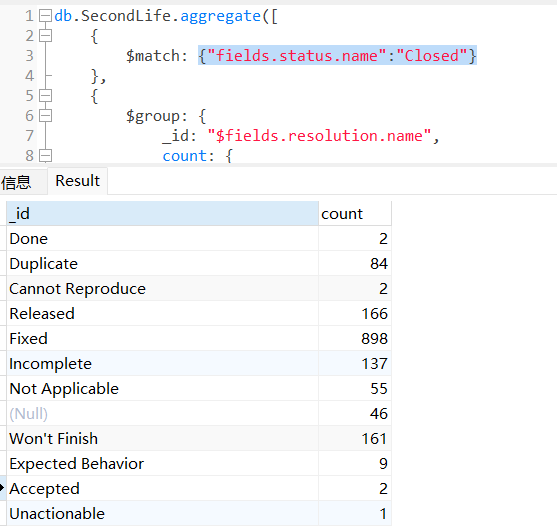 1 db.SecondLife.aggregate([
2 {
3 $match: {"fields.status.name":"Closed"}
4 },
5 {
6 $group: {
7 _id: "$fields.resolution.name",
8 count: {
信息 Result
_id count
Done 2
Duplicate 84
Cannot Reproduce 2
Released 166
Fixed 898
Incomplete 137
Not Applicable 55
(Null) 46
Won't Finish 161
Expected Behavior 9
Accepted 2
Unactionable 1